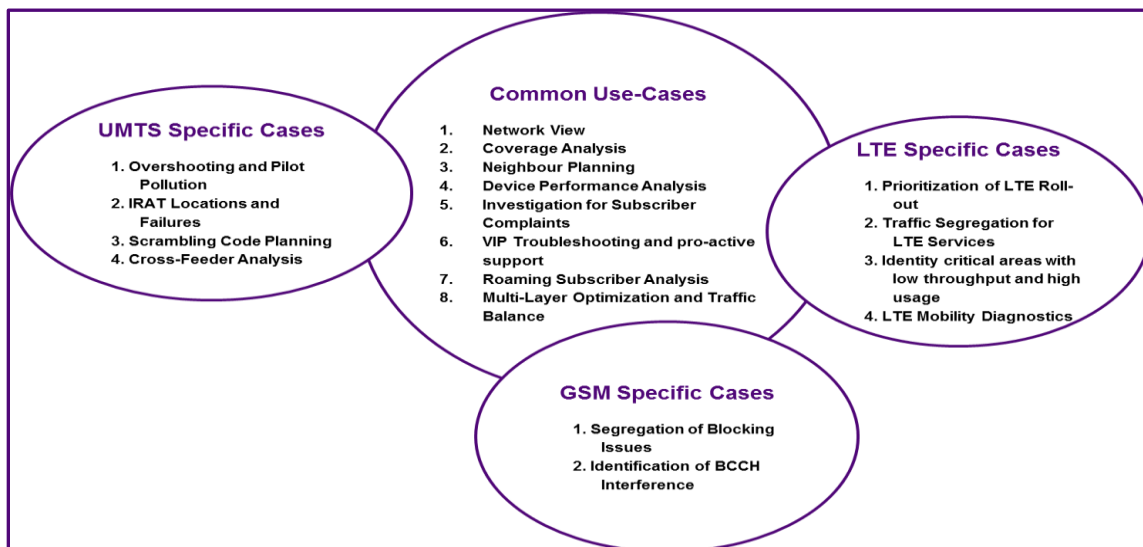 UMTS Specific Cases
1. Overshooting and Pilot
Pollution
2. IRAT Locations and
Failures
3. Scrambling Code Planning
4. Cross-Feeder Analysis
Common Use-Cases
1. Network View
2. Coverage Analysis
3. Neighbour Planning
4. Device Performance Analysis
5. Investigation for Subscriber
Complaints
6. VIP Troubleshooting and pro-active
support
7. Roaming Subscriber Analysis
8. Multi-Layer Optimization and Traffic
Balance
LTE Specific Cases
1. Prioritization of LTE Roll-
out
2. Traffic Segregation for
LTE Services
3. Identity critical areas with
low throughput and high
usage
4. LTE Mobility Diagnostics
GSM Specific Cases
1. Segregation of Blocking
Issues
2. Identification of BCCH
Interference